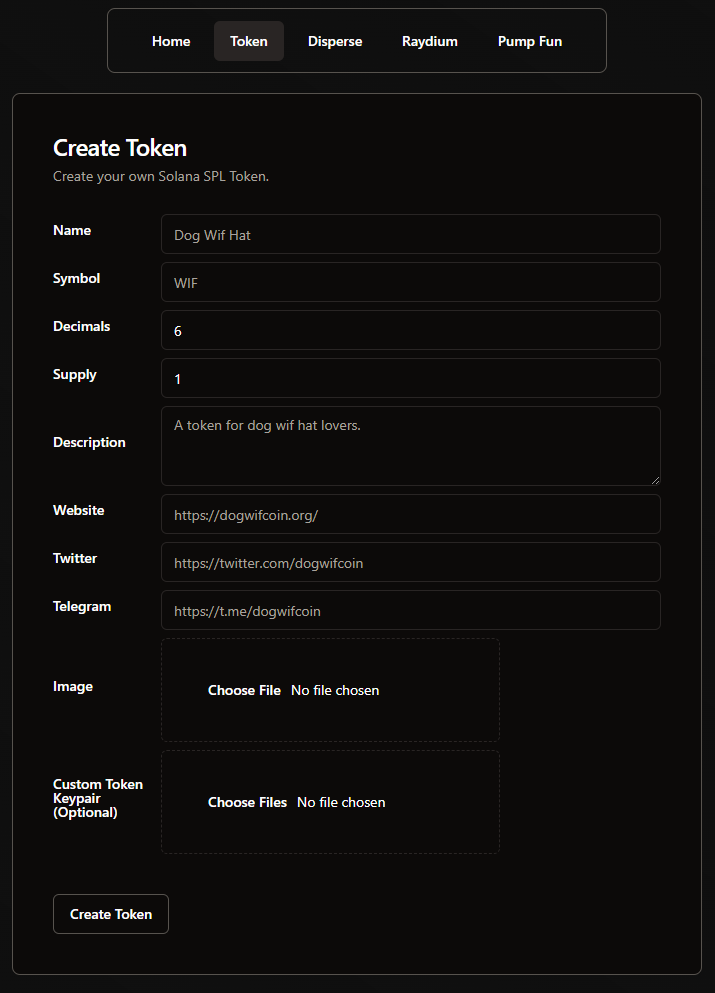 Home Token Disperse Raydium Pump Fun
Create Token
Create your own Solana SPL Token.
Name Dog Wif Hat
Symbol WIF
Decimals 6
Supply 1
Description A token for dog wif hat lovers.
Website https://dogwifcoin.org/
Twitter https://twitter.com/dogwifcoin
Telegram https://t.me/dogwifcoin
Image Choose File No file chosen
Custom Token
Keypair
(Optional)
Choose Files No file chosen
Create Token